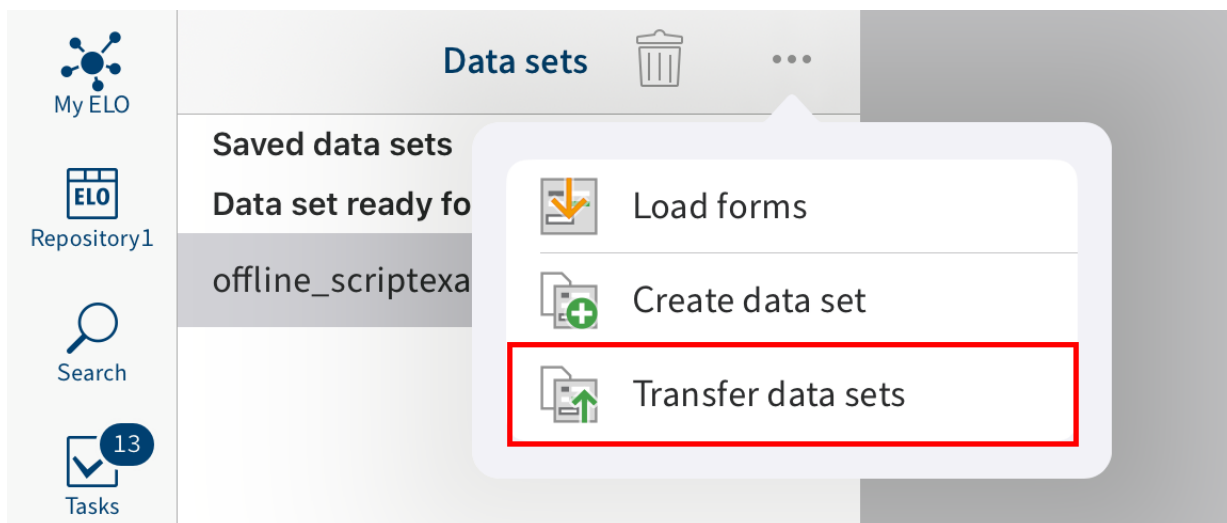 My ELO
ELO
Repository1
Search
13
Tasks
Data sets
Saved data sets
Data set ready fo
offline_scriptexa
Load forms
Create data set
Transfer data sets